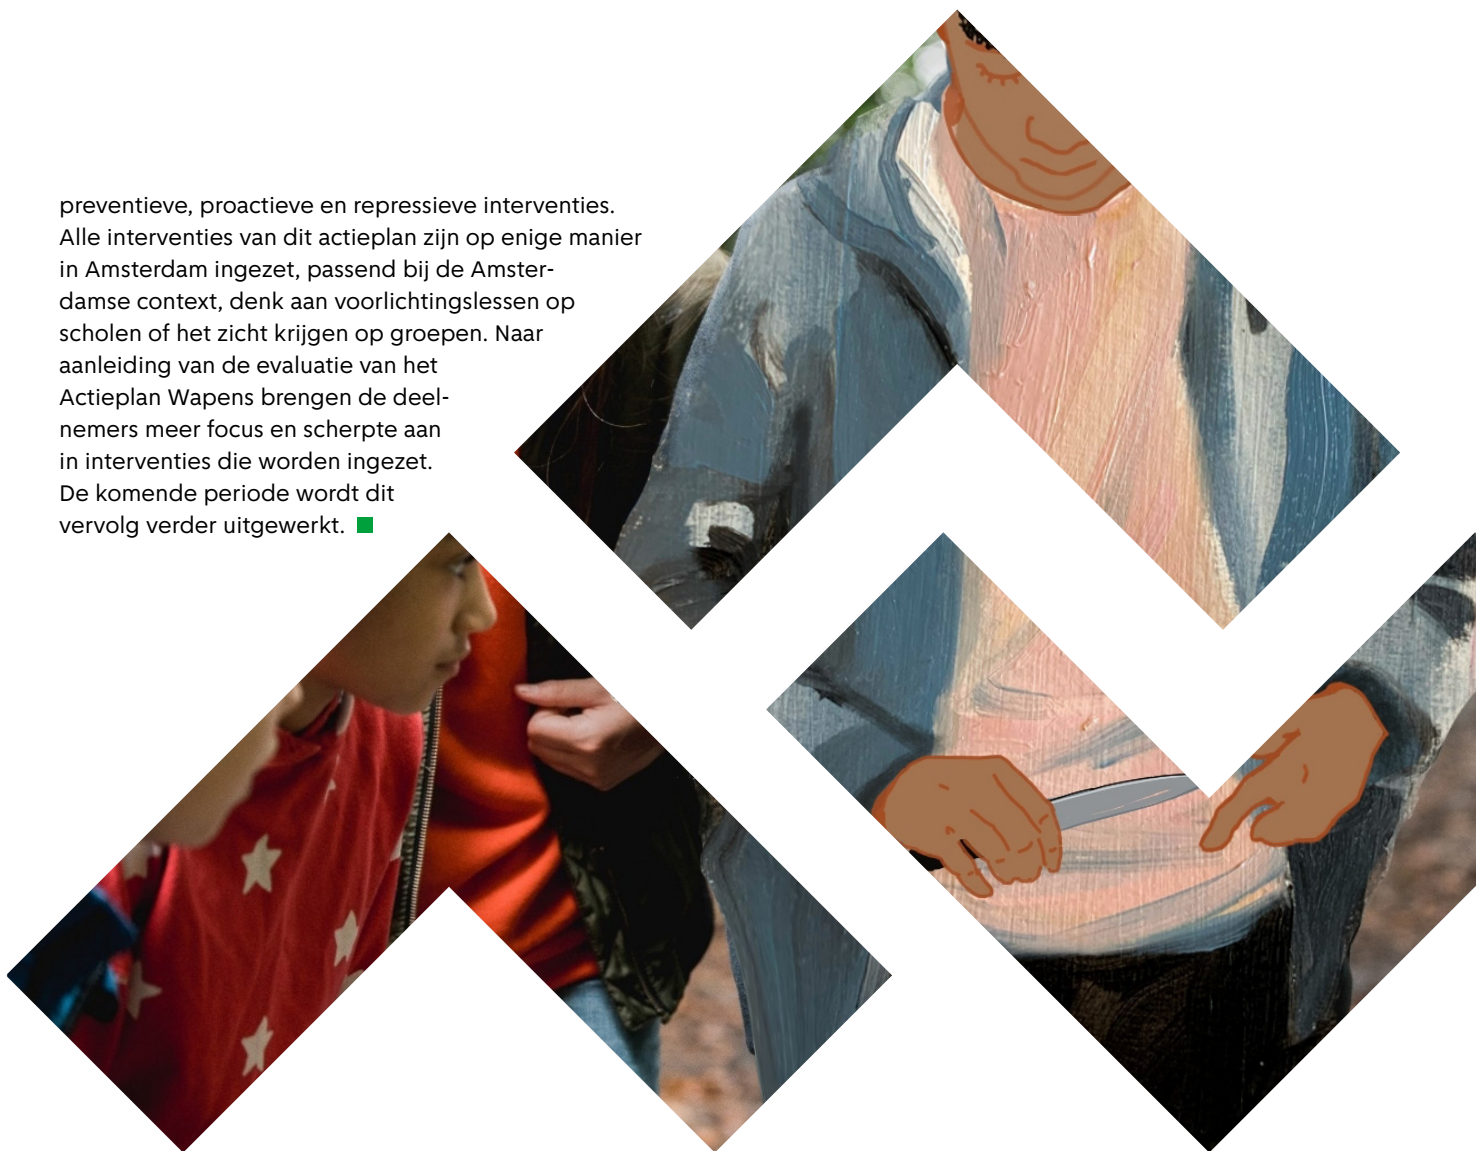 preventieve, proactieve en repressieve interventies.
Alle interventies van dit actieplan zijn op enige manier
in Amsterdam ingezet, passend bij de Amster-
damse context, denk aan voorlichtingslessen op
scholen of het zicht krijgen op groepen. Naar
aanleiding van de evaluatie van het
Actieplan Wapens brengen de deel-
nemers meer focus en scherpte aan
in interventies die worden ingezet.
De komende periode wordt dit
vervolg verder uitgewerkt.